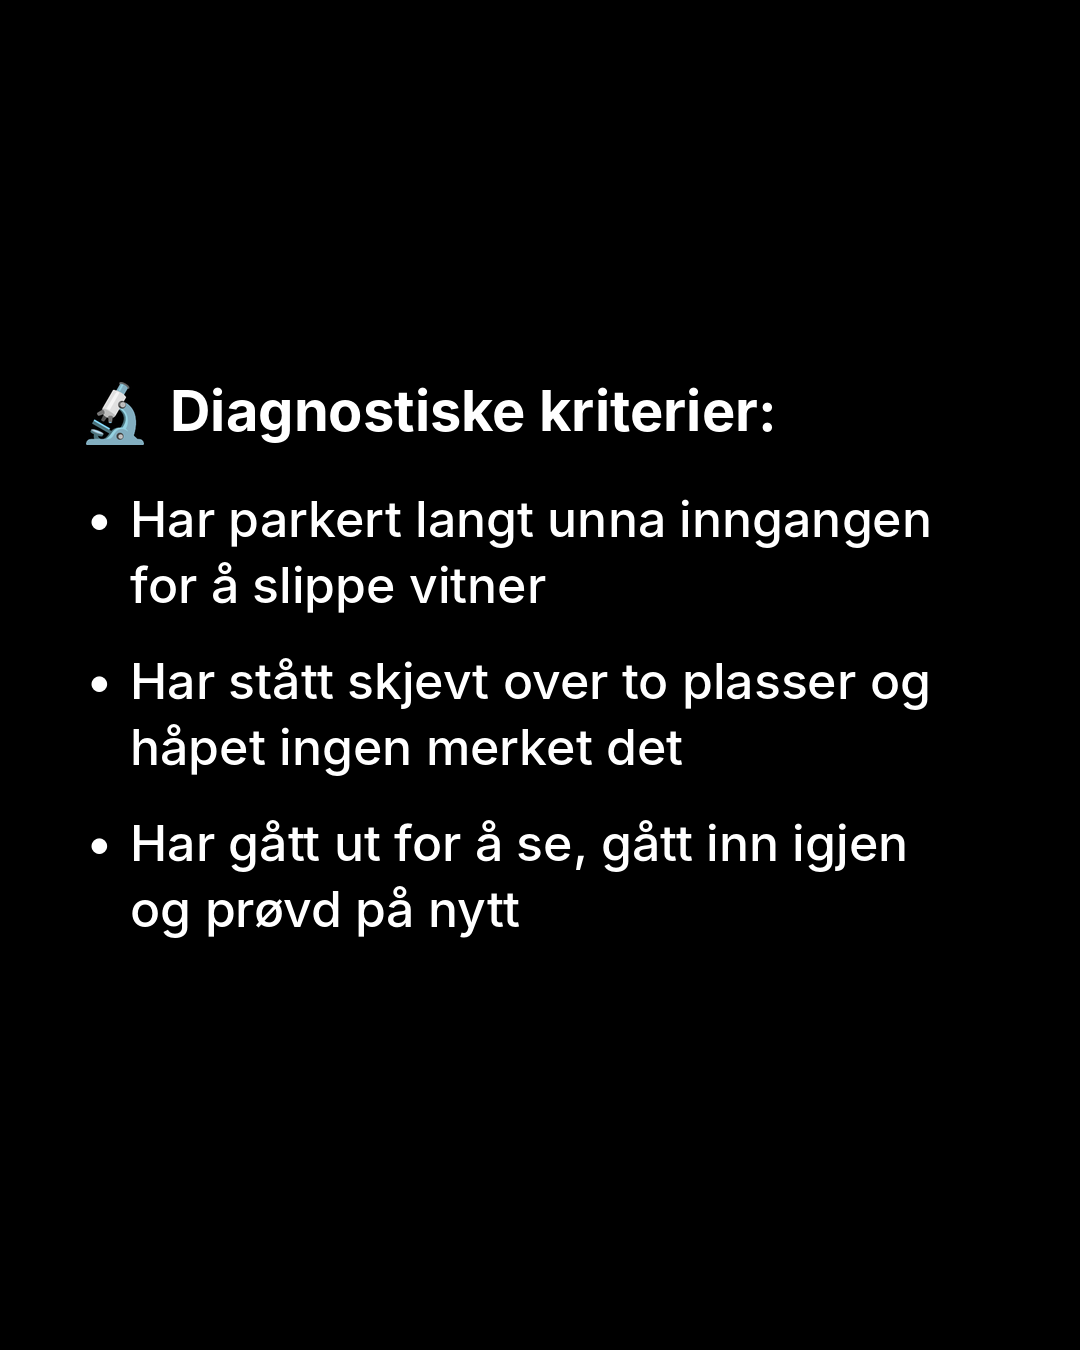 🔬 Diagnostiske kriterier:
• Har parkert langt unna inngangen
for å slippe vitner
• Har stått skjevt over to plasser og
håpet ingen merket det
• Har gått ut for å se, gått inn igjen
og prøvd på nytt